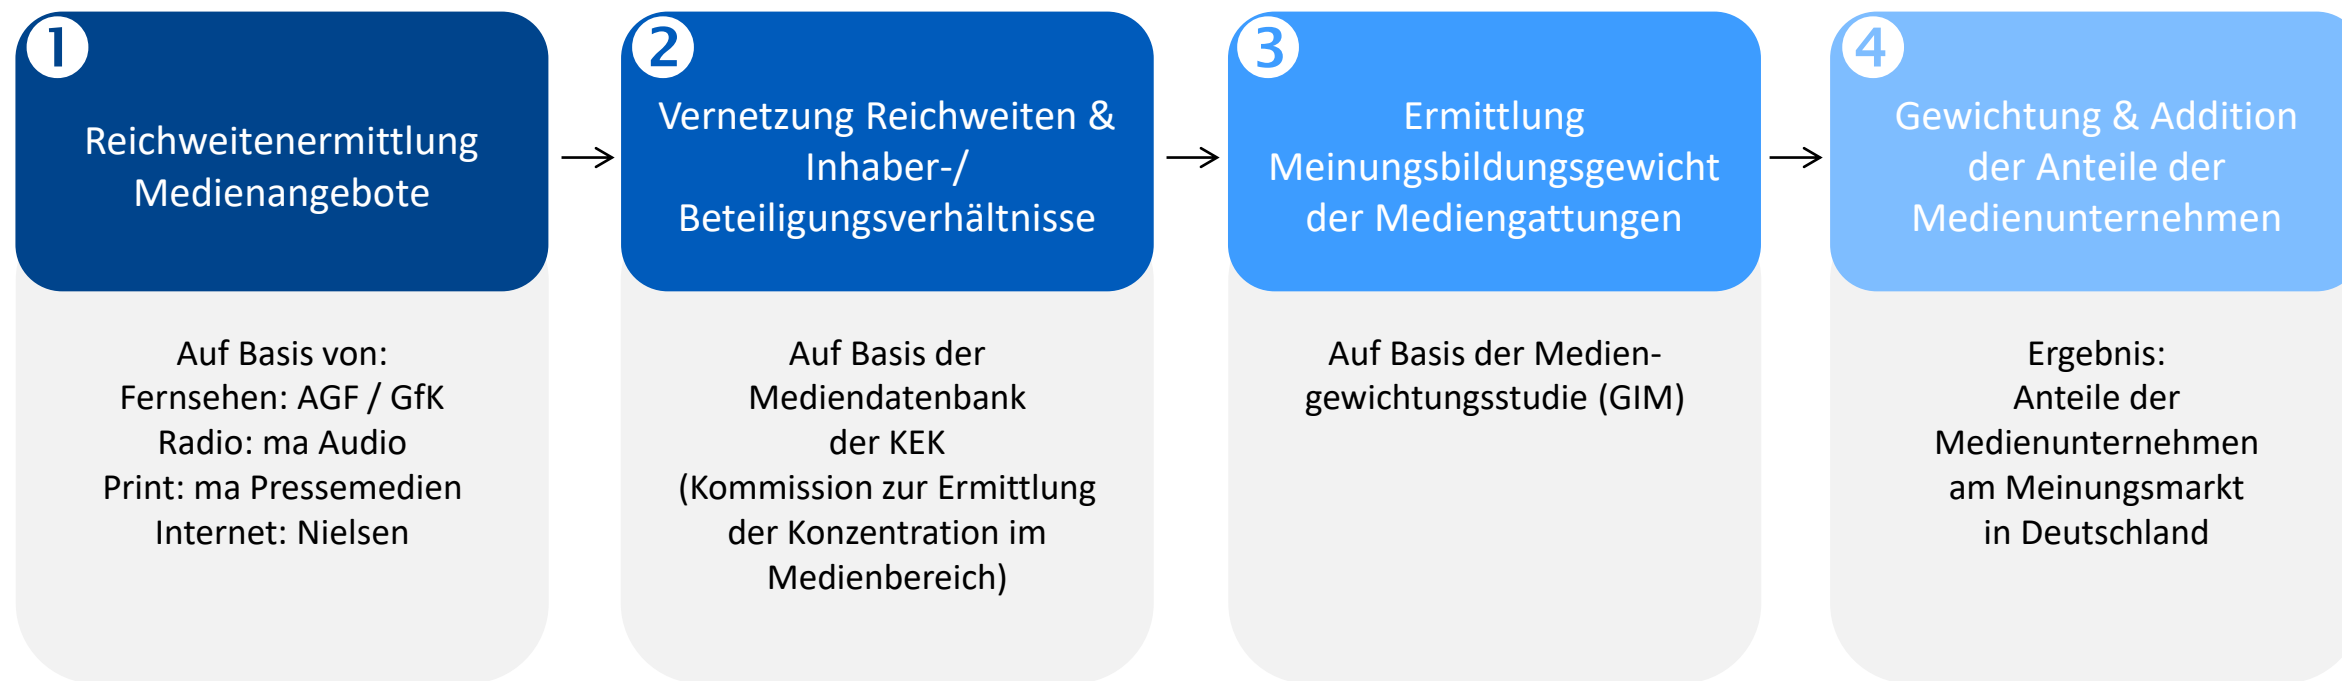 1
Reichweitenermittlung
Medienangebote
Auf Basis von:
Fernsehen: AGF / GfK
Radio: ma Audio
Print: ma Pressemedien
Internet: Nielsen
2
Vernetzung Reichweiten &
Inhaber-/
Beteiligungsverhältnisse
Auf Basis der
Mediendatenbank
der KEK
(Kommission zur Ermittlung
der Konzentration im
Medienbereich)
3
Ermittlung
Meinungsbildungsgewicht
der Mediengattungen
Auf Basis der Medien-
gewichtungsstudie (GIM)
4
Gewichtung & Addition
der Anteile der
Medienunternehmen
Ergebnis:
Anteile der
Medienunternehmen
am Meinungsmarkt
in Deutschland